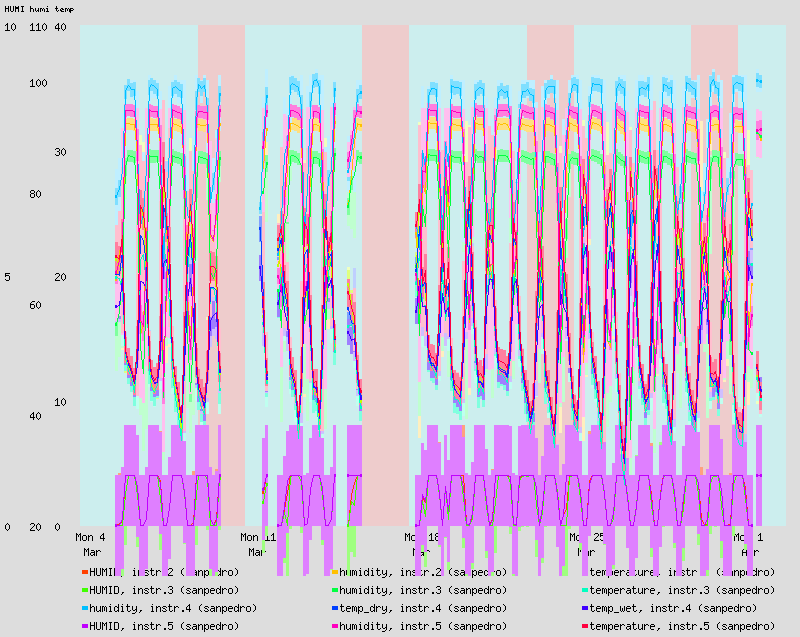 HUMI humi temp
10 110 40
100
30
80
5 20
60
10
40
0 20 0
Mon 4 Mon 11 Mon 18 Mon 25 Mon 1
Mar Mar Mar Mar Apr
HUMID, instr.2 (sanpedro) humidity, instr.2 (sanpedro) temperature, instr. (sanpedro)
HUMID, instr.3 (sanpedro) humidity, instr.3 (sanpedro) temperature, instr.3 (sanpedro)
humidity, instr.4 (sanpedro) temp_dry, instr.4 (sanpedro) temp_wet, instr.4 (sanpedro)
HUMID, instr.5 (sanpedro) humidity, instr.5 (sanpedro) temperature, instr.5 (sanpedro)